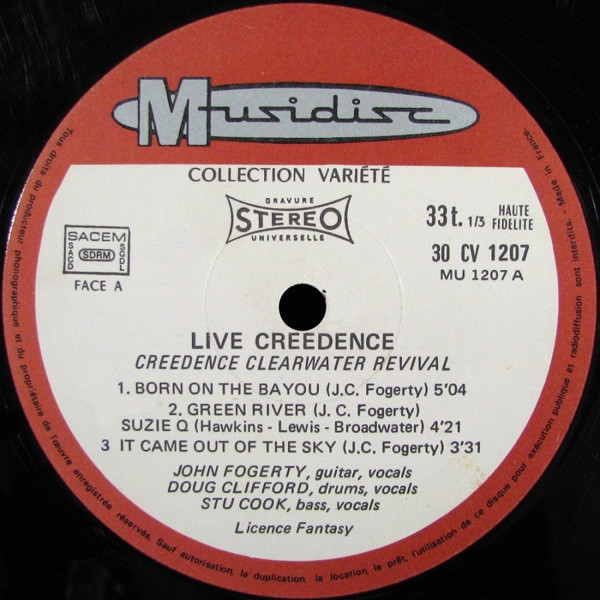 Musidisc
COLLECTION VARIÉTÉ
GRAVURE
STEREO
UNIVERSELLE
33t. 1/3 HAUTE FIDELITE
30 CV 1207
MU 1207 A
SACEM
SACD SDRM SGDL
FACE A
LIVE CREEDENCE
CREEDENCE CLEARWATER REVIVAL
1. BORN ON THE BAYOU (J.C. Fogerty) 5'04
2. GREEN RIVER (J. C. Fogerty)
SUZIE Q (Hawkins - Lewis - Broadwater) 4'21
3 IT CAME OUT OF THE SKY (J.C. Fogerty) 3'31
JOHN FOGERTY, guitar, vocals
DOUG CLIFFORD, drums, vocals
STU COOK, bass, vocals
Licence Fantasy
Tous droits du producteur phonographique et du propriétaire de l'œuvre enregistrée réservés. Sauf autorisation, la duplication, la location, le prêt, l'utilisation de ce disque pour exécution publique et radiodiffusion sont interdits. - Made in France.